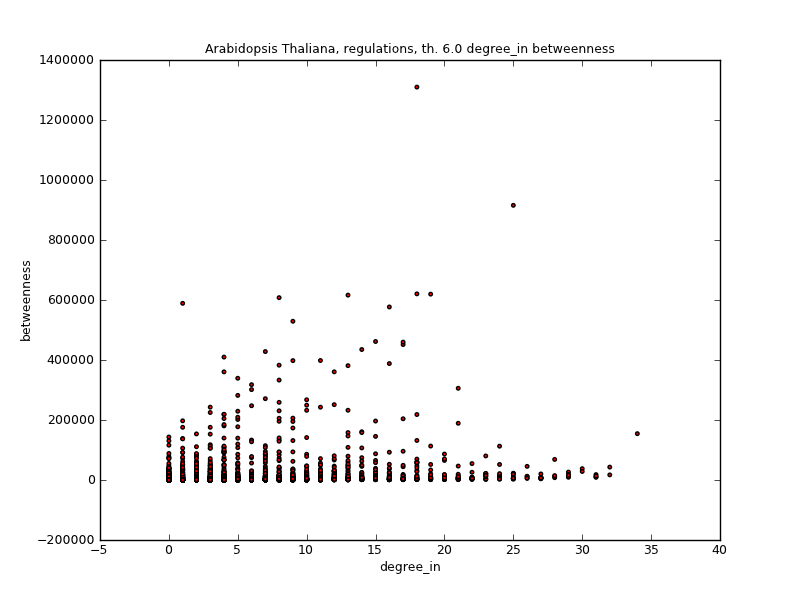 Arabidopsis Thaliana, regulations, th. 6.0 degree_in betweenness
1400000
1200000
1000000
800000
600000
400000
200000
0
−200000
betweenness
−5 0 5 10 15 20 25 30 35 40
degree_in